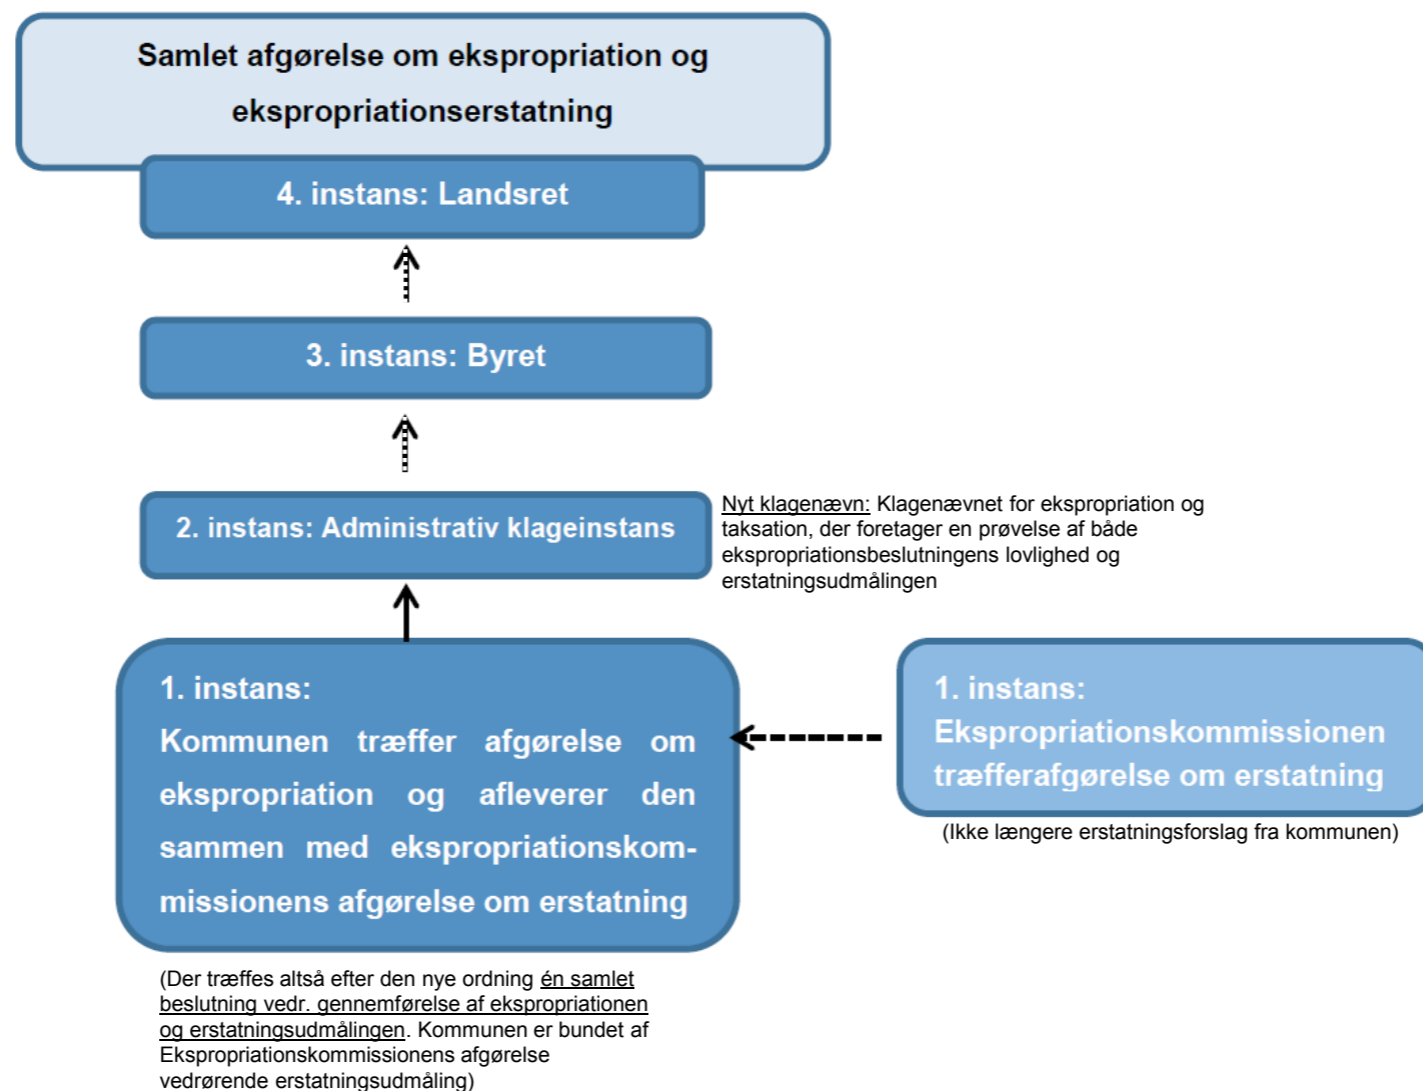 Samlet afgørelse om ekspropriation og
ekspropriationserstatning
4. instans: Landsret
3. instans: Byret
2. instans: Administrativ klageinstans
Nyt klagenævn: Klagenævnet for ekspropriation og
taksation, der foretager en prøvelse af både
ekspropriationsbeslutningens lovlighed og
erstatningsudmålingen
1. instans:
Kommunen træffer afgørelse om
ekspropriation og afleverer den
sammen med ekspropriationskom-
missionens afgørelse om erstatning
1. instans:
Ekspropriationskommissionen
træfferafgørelse om erstatning
(Ikke længere erstatningsforslag fra kommunen)
(Der træffes altså efter den nye ordning én samlet
beslutning vedr. gennemførelse af ekspropriationen
og erstatningsudmålingen. Kommunen er bundet af
Ekspropriationskommissionens afgørelse
vedrørende erstatningsudmåling)